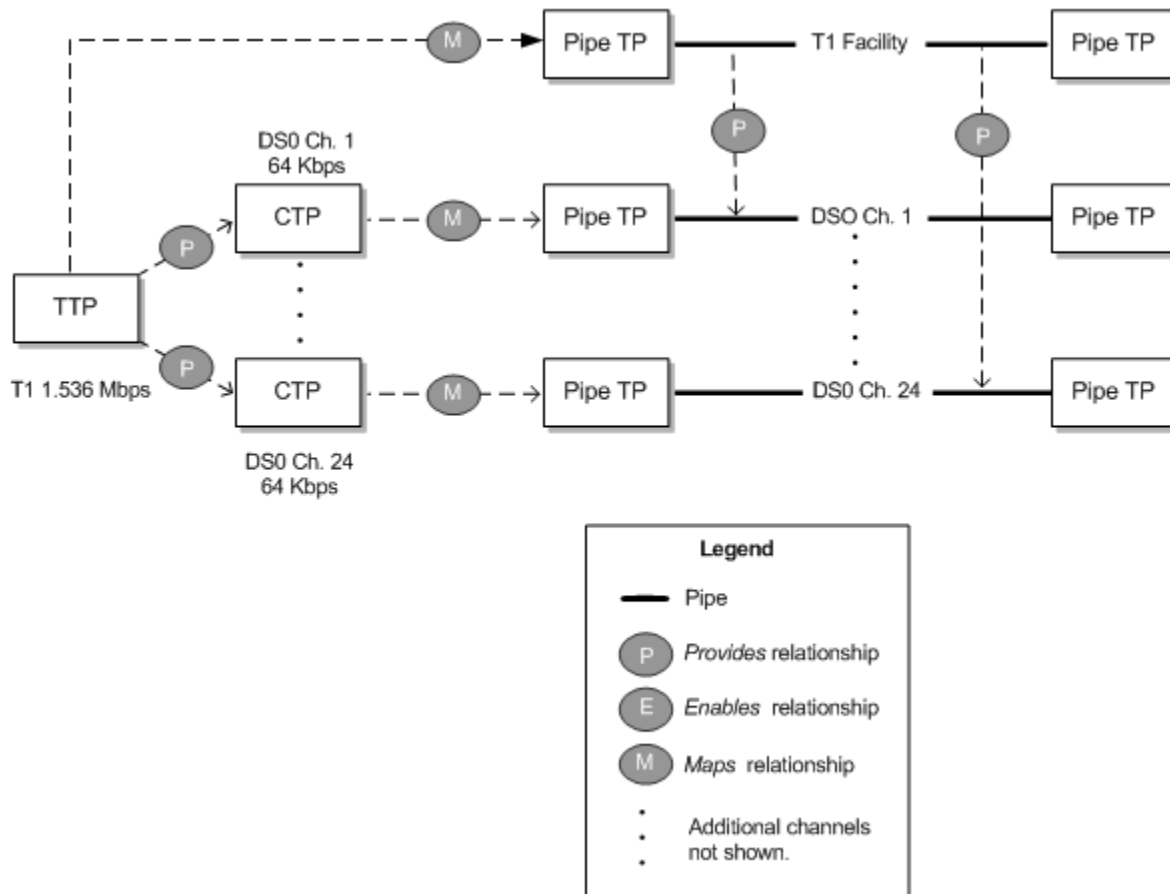 M
Pipe TP
T1 Facility
Pipe TP
DS0 Ch. 1
64 Kbps
P
P
CTP
M
Pipe TP
DSO Ch. 1
Pipe TP
P
TTP
T1 1.536 Mbps
P
CTP
M
Pipe TP
DS0 Ch. 24
Pipe TP
DS0 Ch. 24
64 Kbps
Legend
Pipe
P Provides relationship
E Enables relationship
M Maps relationship
Additional channels
not shown.